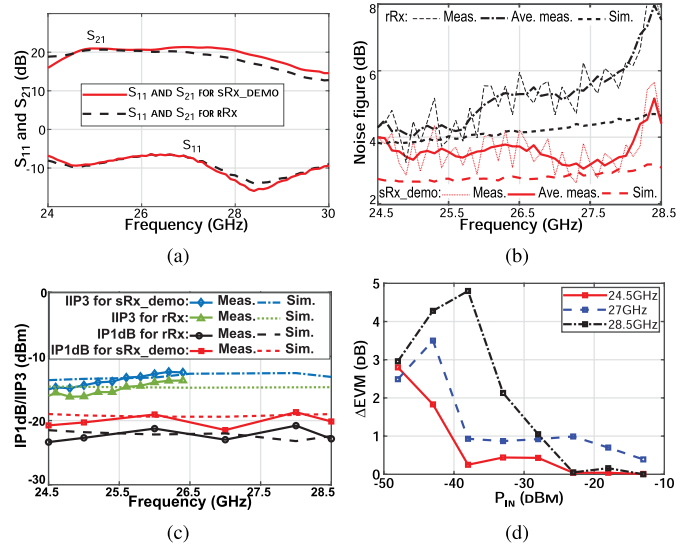 S21
S11 AND S21 FOR SRX_DEMO
S11 AND S21 FOR RRX
S11
S11 and S21 (dB)
20
10
0
-10
24
26
28
30
Frequency (GHz)
(a)
rRx: Meas. Ave. meas. Sim.
Noise figure (dB)
8
6
4
2
sRx_demo: Meas. Ave. meas. Sim.
24.5
25.5
26.5
27.5
28.5
Frequency (GHz)
(b)
IIP3 for sRx_demo: Meas. Sim.
IIP3 for rRx: Meas. Sim.
IP1dB for rRx: Meas. Sim.
IP1dB for sRx_demo: Meas. Sim.
IP1dB/IIP3 (dBm)
0
-10
-20
-30
24.5
25.5
26.5
27.5
28.5
Frequency (GHz)
(c)
24.5GHz
27GHz
28.5GHz
ΔEVM (DB)
5
4
3
2
1
0
-50
-40
-30
-20
-10
PIN (DBM)
(d)